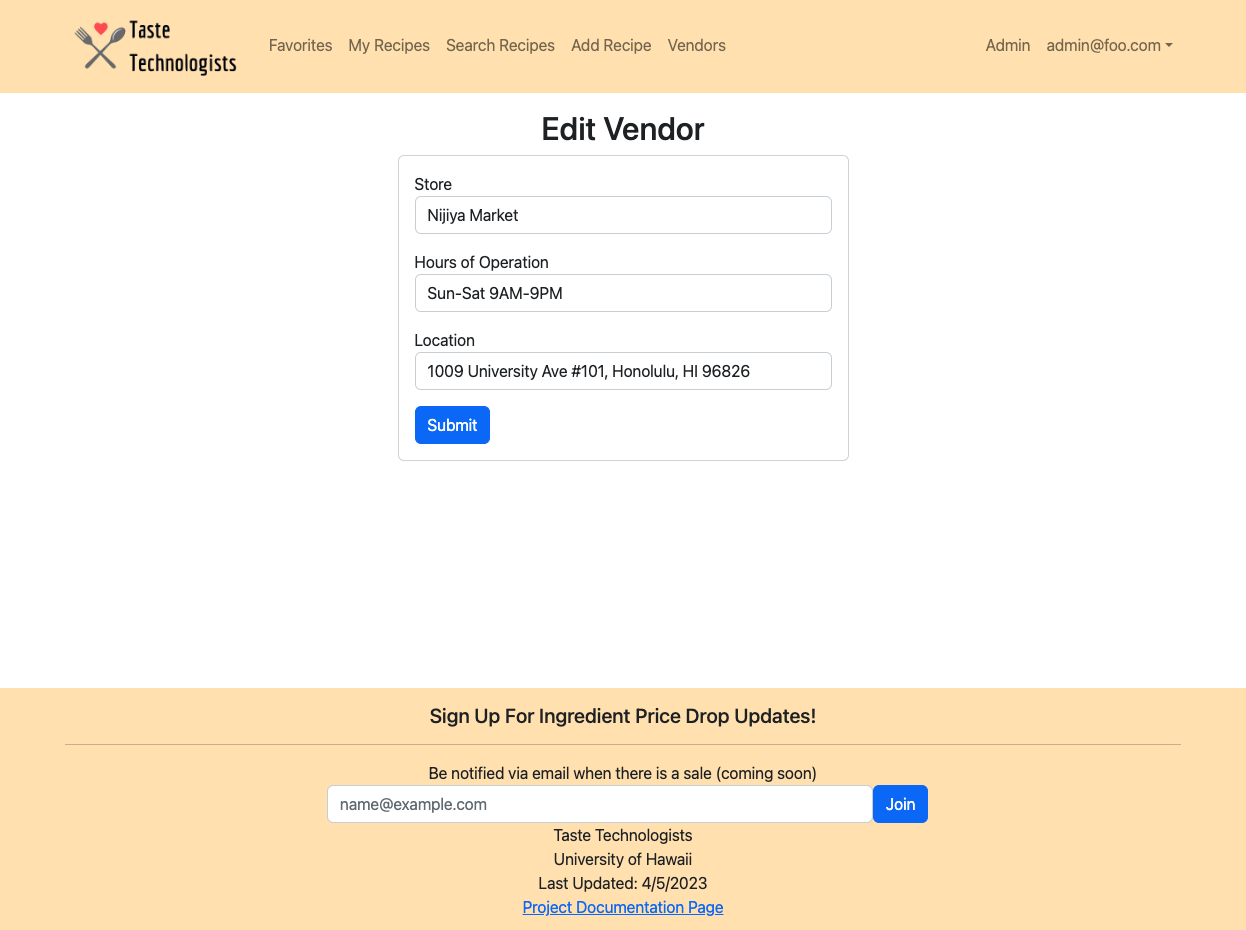 Taste
Technologists
Favorites My Recipes Search Recipes Add Recipe Vendors Admin admin@foo.com
Edit Vendor
Store
Nijiya Market
Hours of Operation
Sun-Sat 9AM-9PM
Location
1009 University Ave #101, Honolulu, HI 96826
Submit
Sign Up For Ingredient Price Drop Updates!
Be notified via email when there is a sale (coming soon)
name@example.com Join
Taste Technologists
University of Hawaii
Last Updated: 4/5/2023
Project Documentation Page